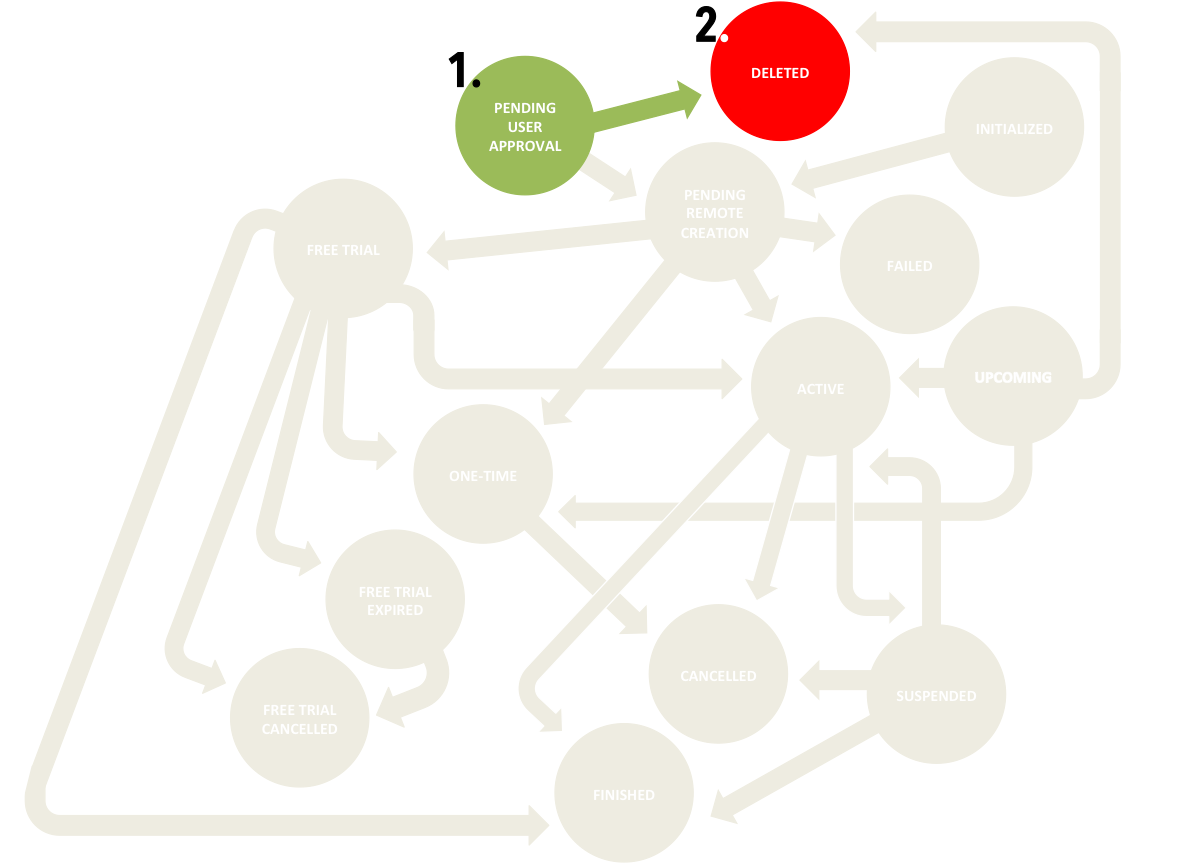 1.
2.
PENDING
USER
APPROVAL
DELETED
INITIALIZED
PENDING
REMOTE
CREATION
FREE TRIAL
FAILED
ACTIVE
UPCOMING
ONE-TIME
FREE TRIAL
EXPIRED
CANCELLED
SUSPENDED
FREE TRIAL
CANCELLED
FINISHED